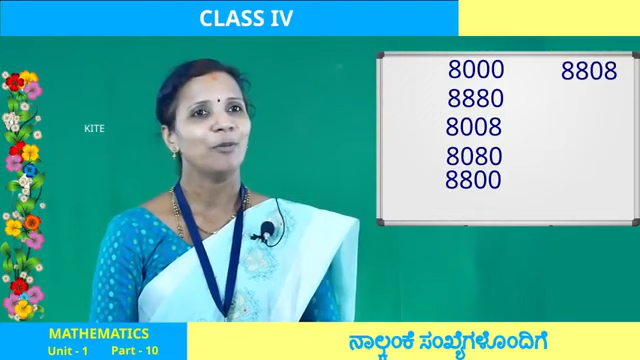 CLASS IV
8000 8808
8880
8008
8080
8800
KITE
MATHEMATICS
Unit - 1 Part - 10
ನಾಲ್ಕಂಕೆ ಸಂಖ್ಯೆಗಳೊಂದಿಗೆ